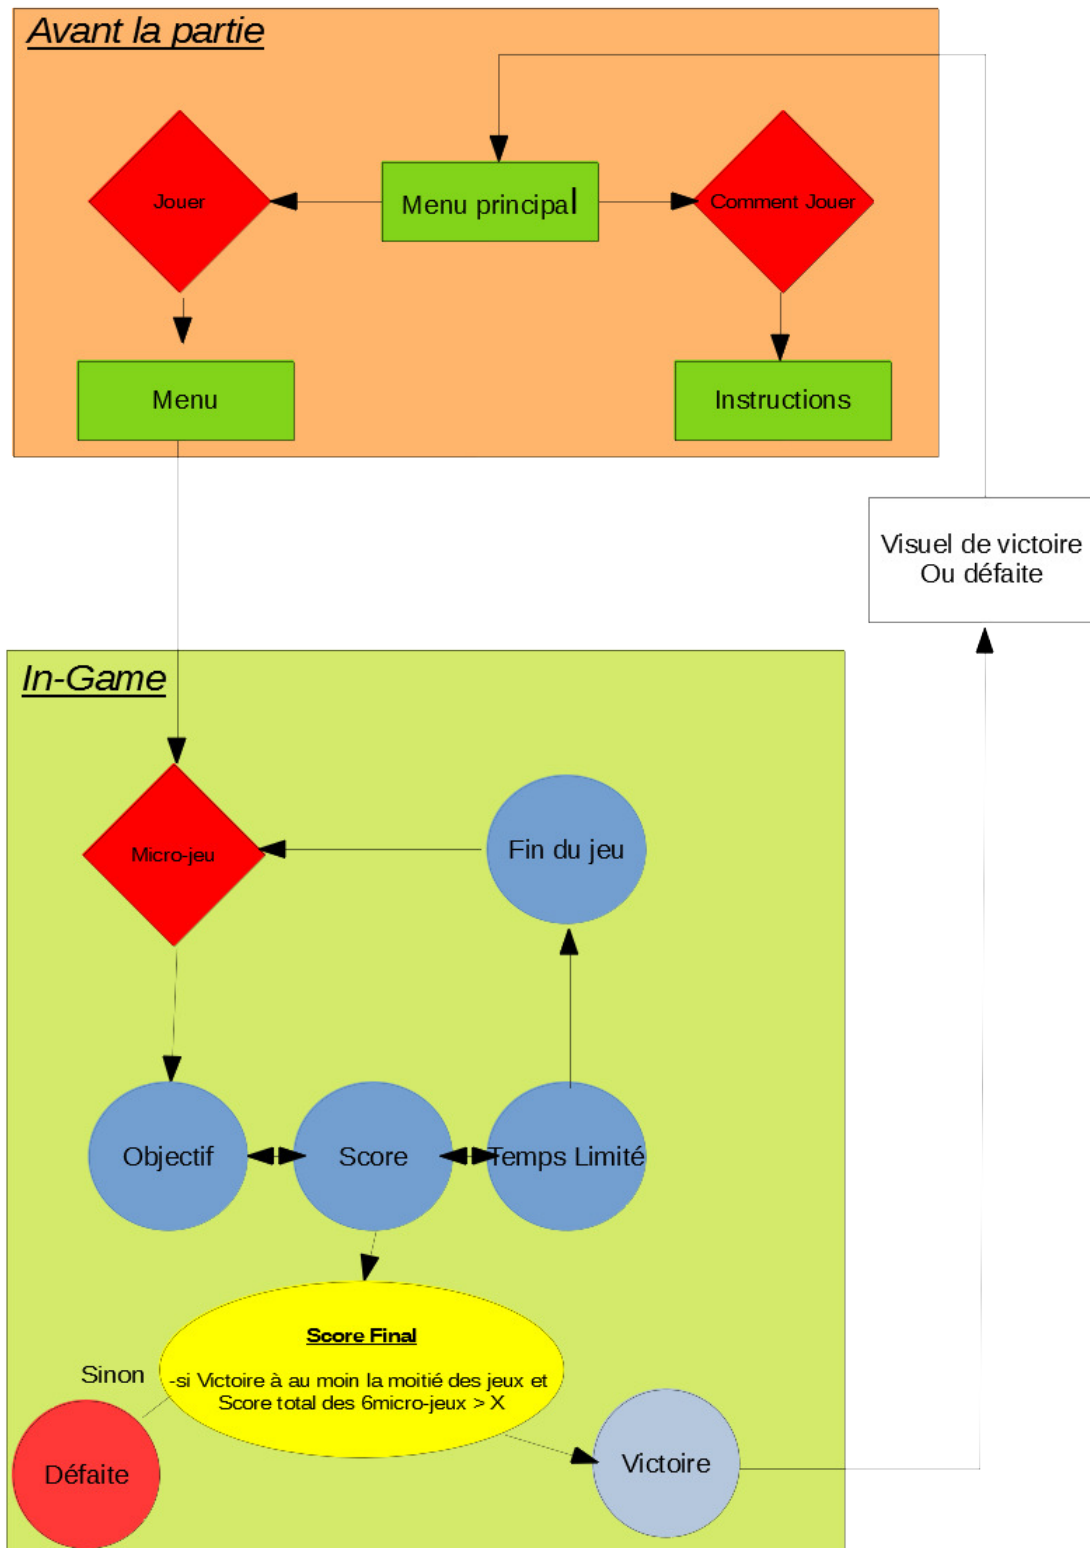 Avant la partie
Jouer
Menu principal
Comment Jouer
Menu
Instructions
Visuel de victoire
Ou défaite
In-Game
Micro-jeu
Fin du jeu
Objectif
Score
Temps Limité
Score Final
Sinon
-si Victoire à au moin la moitié des jeux et
Score total des 6micro-jeux > X
Défaite
Victoire